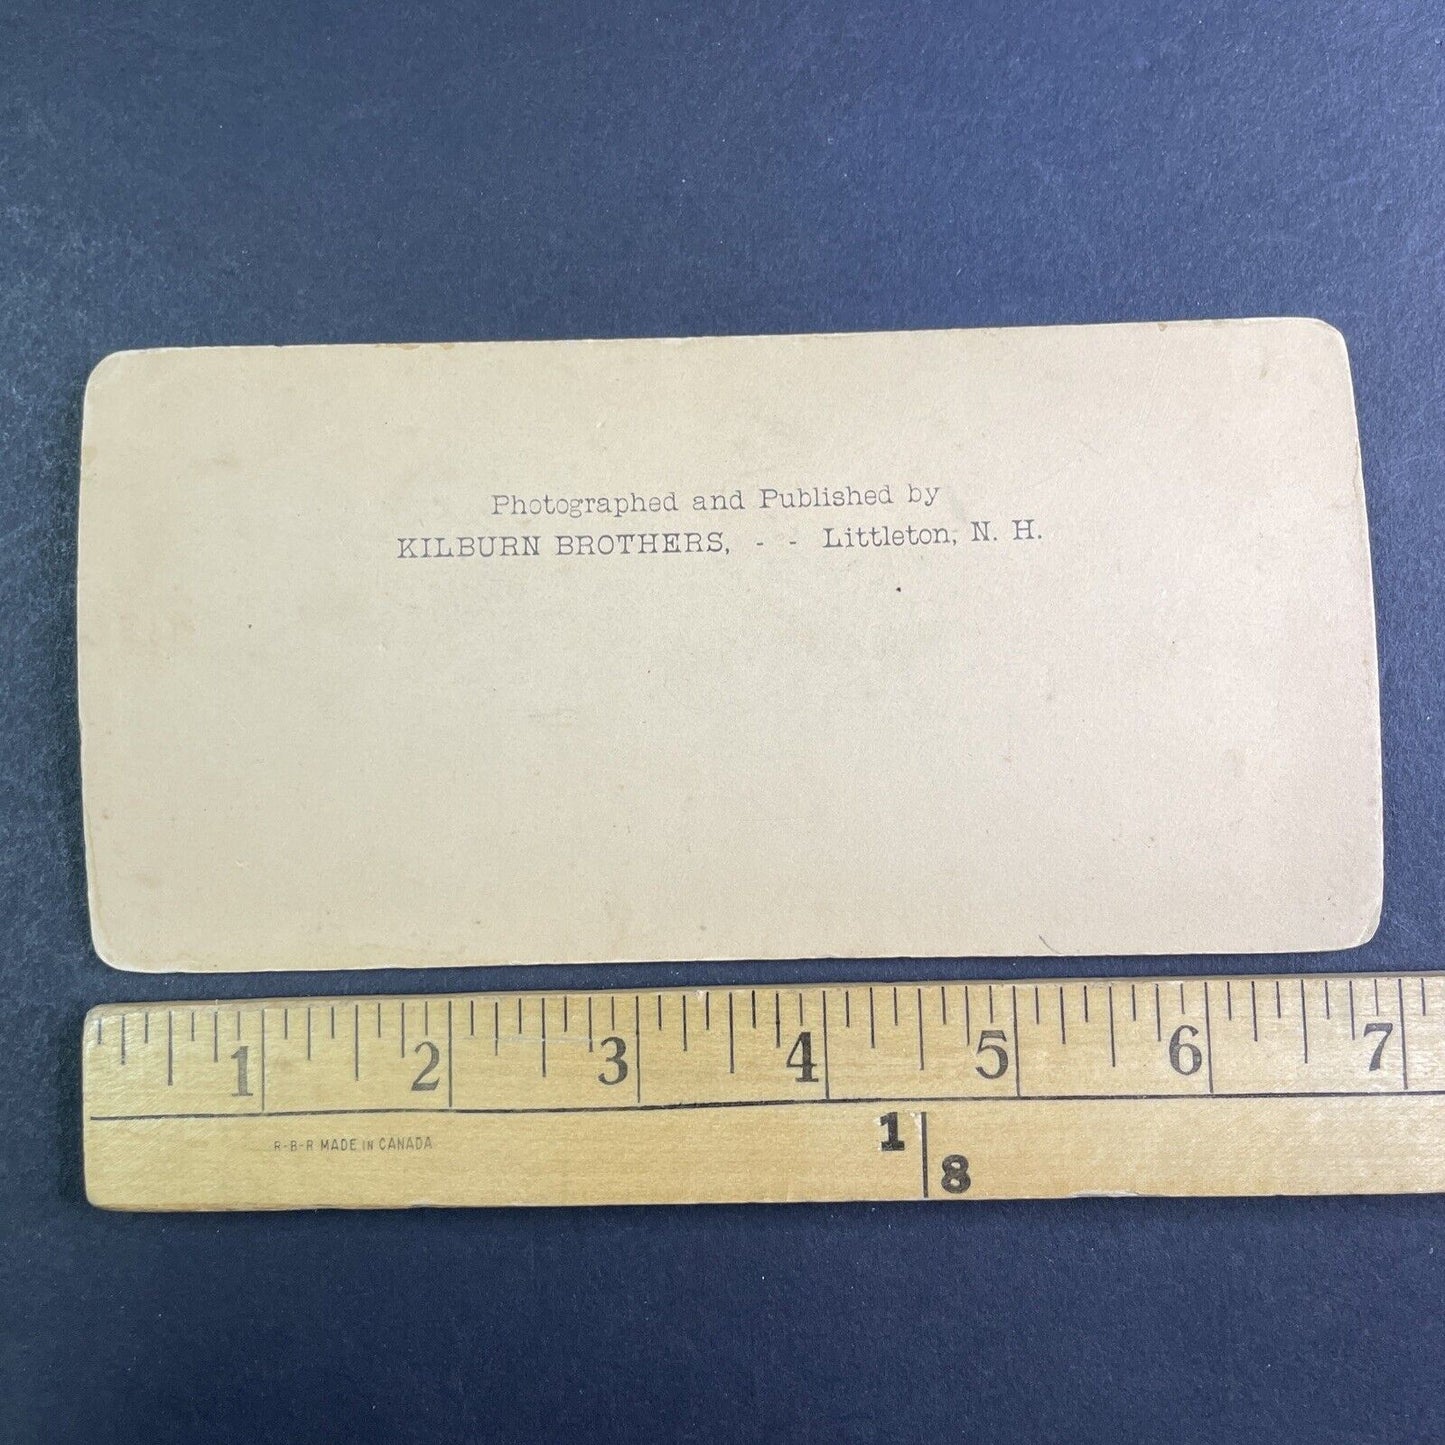 Photographed and Published by
KILBURN BROTHERS, - - Littleton, N. H.
1 2 3 4 5 6 7
R-B-R MADE IN CANADA
1
8